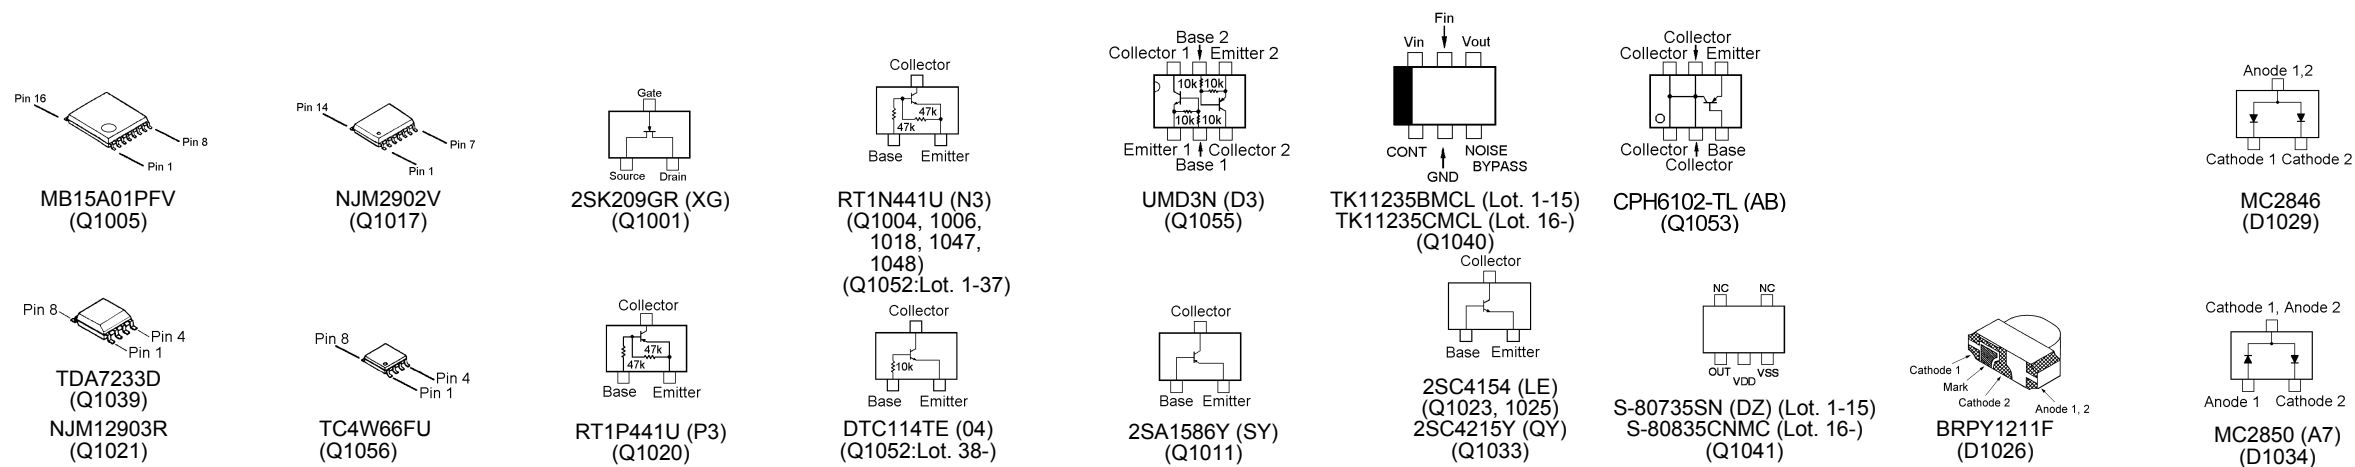 Pin 16
Pin 8
Pin 1
MB15A01PFV
(Q1005)
Pin 14
Pin 7
Pin 1
NJM2902V
(Q1017)
Gate
Source
Drain
2SK209GR (XG)
(Q1001)
Collector
47k
47k
Base
Emitter
RT1N441U (N3)
(Q1004, 1006,
1018, 1047,
1048)
(Q1052:Lot. 1-37)
Base 2
Collector 1
Emitter 2
10k
10k
10k
10k
Emitter 1
Collector 2
Base 1
UMD3N (D3)
(Q1055)
Fin
Vin
Vout
CONT
NOISE
BYPASS
GND
TK11235BMCL (Lot. 1-15)
TK11235CMCL (Lot. 16-)
(Q1040)
Collector
Collector
Emitter
Collector
Base
Collector
CPH6102-TL (AB)
(Q1053)
Anode 1,2
Cathode 1
Cathode 2
MC2846
(D1029)
Pin 8
Pin 4
Pin 1
TDA7233D
(Q1039)
NJM12903R
(Q1021)
Pin 8
Pin 4
Pin 1
TC4W66FU
(Q1056)
Collector
47k
47k
Base
Emitter
RT1P441U (P3)
(Q1020)
Collector
10k
Base
Emitter
DTC114TE (04)
(Q1052:Lot. 38-)
Collector
Base
Emitter
2SA1586Y (SY)
(Q1011)
Collector
Base
Emitter
2SC4154 (LE)
(Q1023, 1025)
2SC4215Y (QY)
(Q1033)
NC
NC
OUT
VDD
VSS
S-80735SN (DZ) (Lot. 1-15)
S-80835CNMC (Lot. 16-)
(Q1041)
Cathode 1
Mark
Cathode 2
Anode 1, 2
BRPY1211F
(D1026)
Cathode 1, Anode 2
Anode 1
Cathode 2
MC2850 (A7)
(D1034)